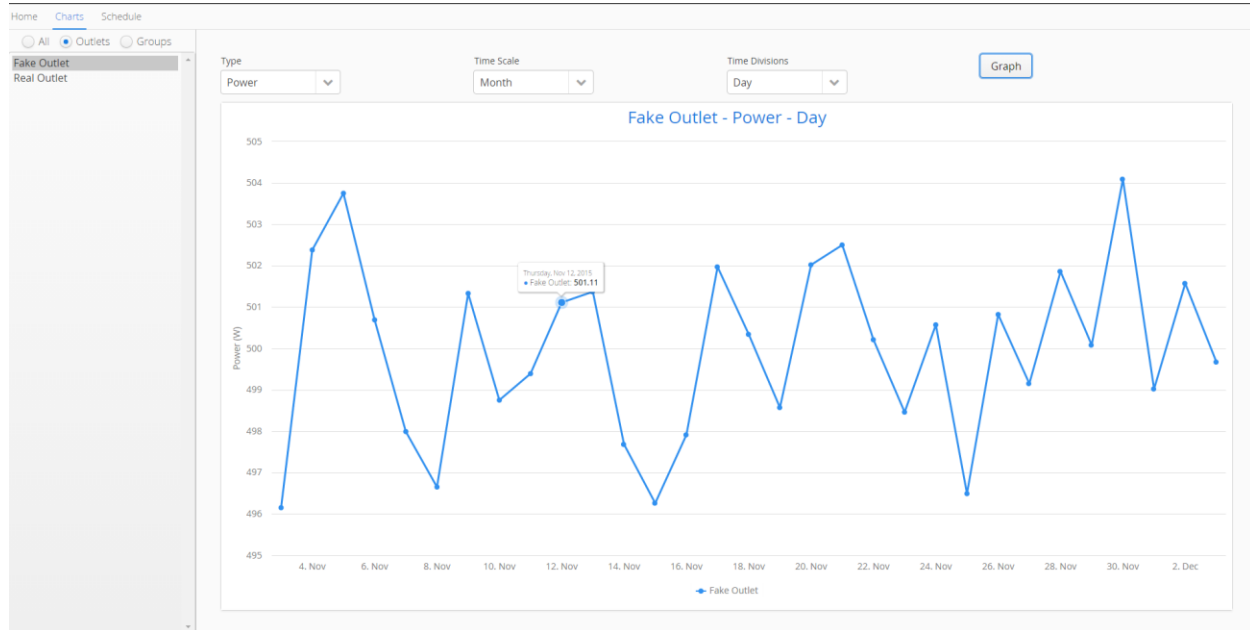 Home Charts Schedule
All Outlets Groups
Fake Outlet
Real Outlet
Type Time Scale Time Divisions
Power Month Day Graph
Fake Outlet - Power - Day
505
504
503
502
501
500
499
498
497
496
495
Power (W)
Thursday, Nov 12, 2015
Fake Outlet: 501.11
4. Nov 6. Nov 8. Nov 10. Nov 12. Nov 14. Nov 16. Nov 18. Nov 20. Nov 22. Nov 24. Nov 26. Nov 28. Nov 30. Nov 2. Dec
Fake Outlet